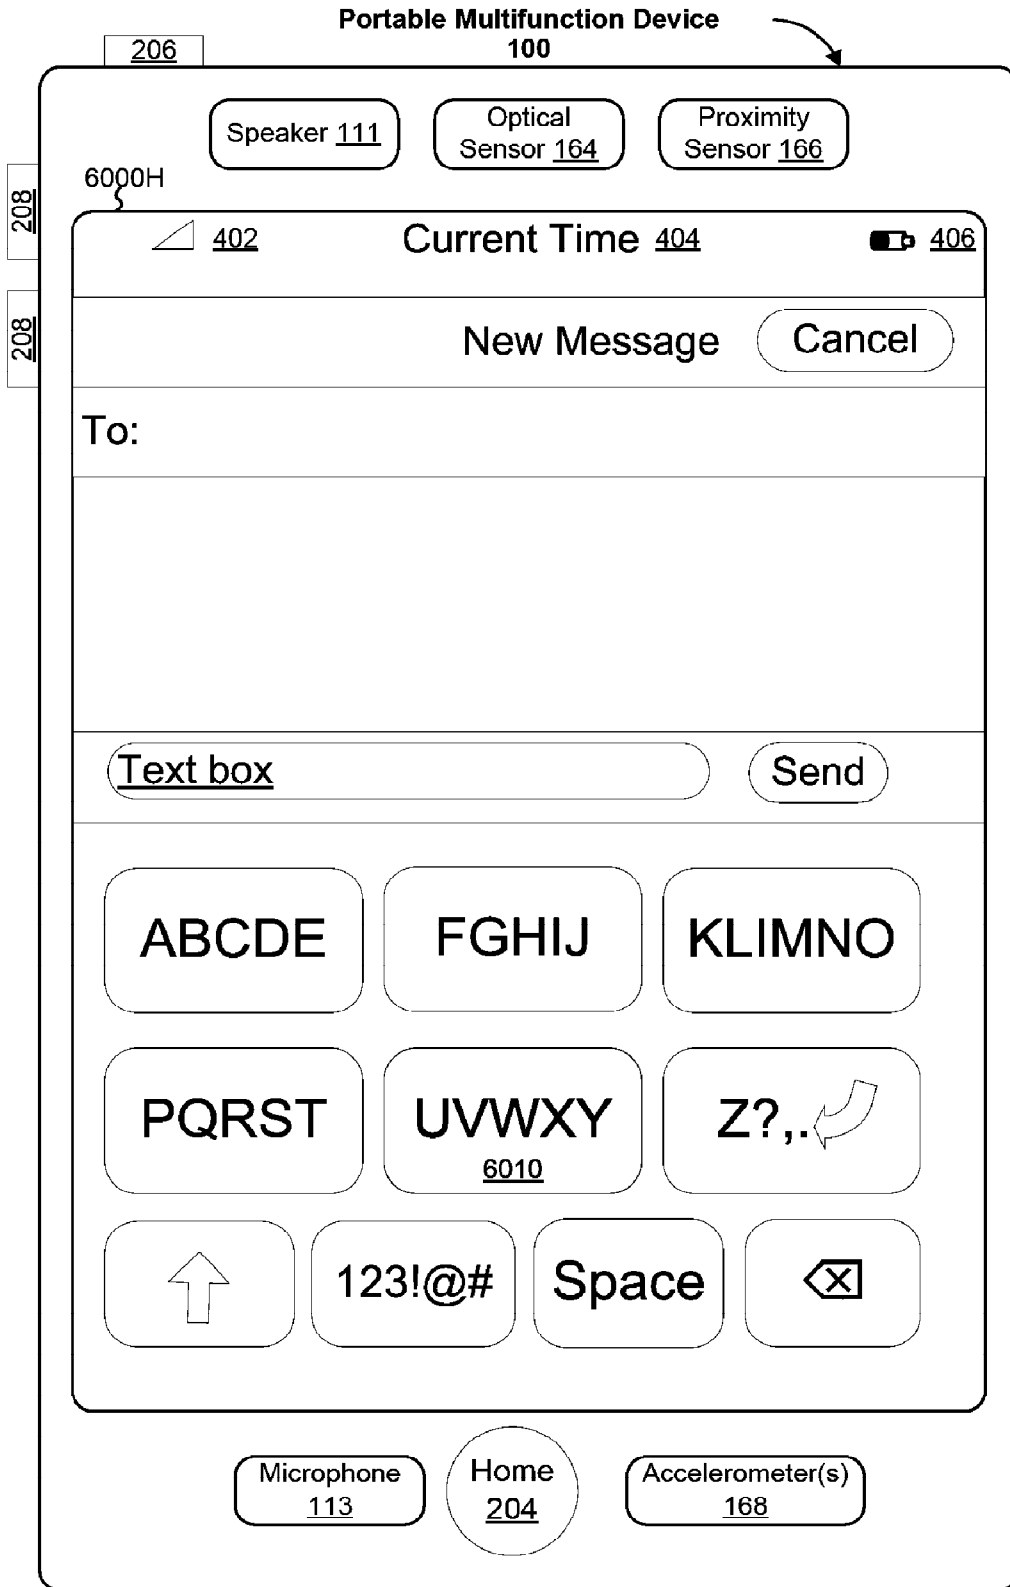 Portable Multifunction Device
100
206
Speaker 111
Optical
Sensor 164
Proximity
Sensor 166
6000H
208
208
402
Current Time 404
406
New Message
Cancel
To:
Text box
Send
ABCDE
FGHIJ
KLIMNO
PQRST
UVWXY
6010
Z?,.
123!@#
Space
Microphone
113
Home
204
Accelerometer(s)
168